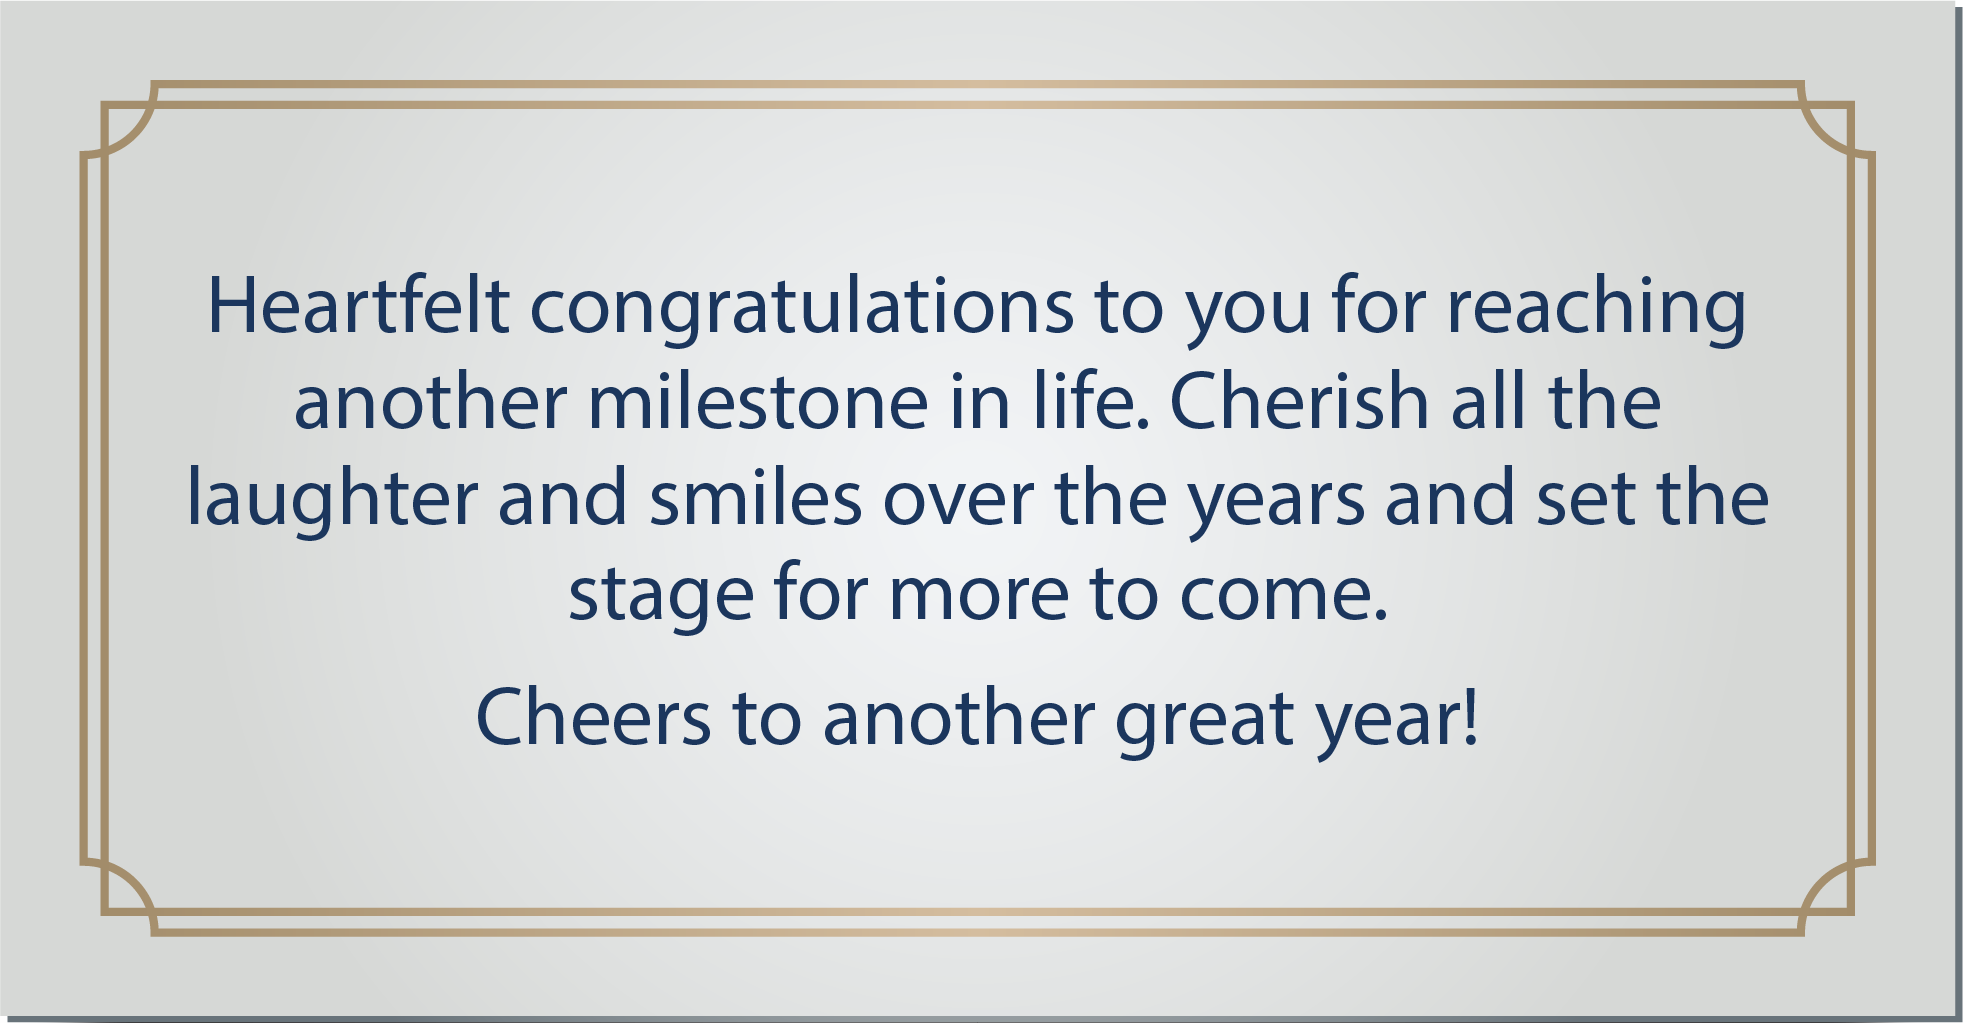 Heartfelt congratulations to you for reaching
another milestone in life. Cherish all the
laughter and smiles over the years and set the
stage for more to come.
Cheers to another great year!